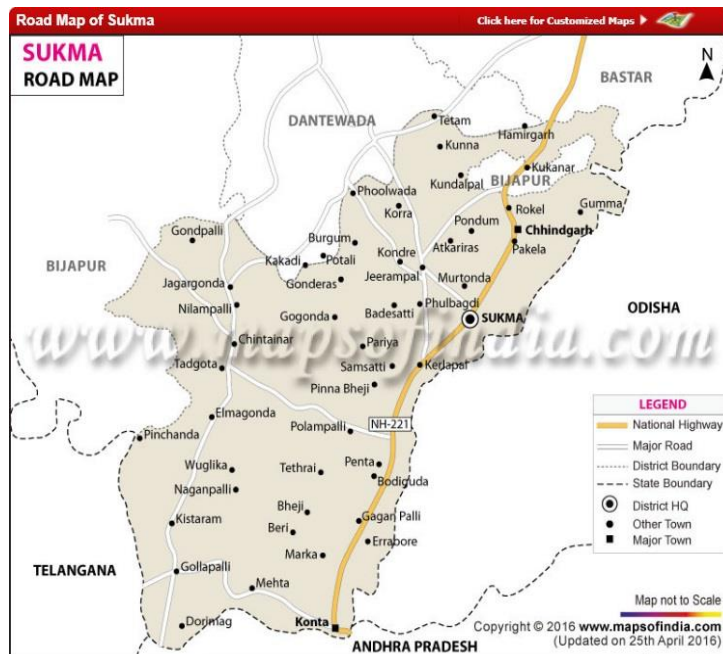 Road Map of Sukma
Click here for Customized Maps
SUKMA
ROAD MAP
N
BASTAR
DANTEWADA
Tetam
Hamirgarh
Kunna
Kukanar
Kundalpal
BIJAPUR
Phoolwada
Korra
Rokel
Gumma
Gondpalli
Pondum
Chhindgarh
Burgum
Kondre
Atkariras
Pakela
BIJAPUR
Kakadi
Potali
Jeerampal
Jagargonda
Gonderas
Murtonda
Nilampalli
Badesatti
Phulbagdi
ODISHA
Gogonda
SUKMA
www.mapsofindia.com
Chintainar
Pariya
Tadgota
Samsatti
Kerlapal
Pinna Bheji
Elmagonda
NH-221
Pinchanda
Polampalli
Wuglika
Tethrai
Penta
Bodiguda
Naganpalli
Bheji
Kistaram
Gagan Palli
Beri
Errabore
Marka
TELANGANA
Gollapalli
Mehta
Dorimag
Konta
ANDHRA PRADESH
LEGEND
National Highway
Major Road
District Boundary
State Boundary
District HQ
Other Town
Major Town
Map not to Scale
Copyright © 2016 www.mapsofindia.com
(Updated on 25th April 2016)